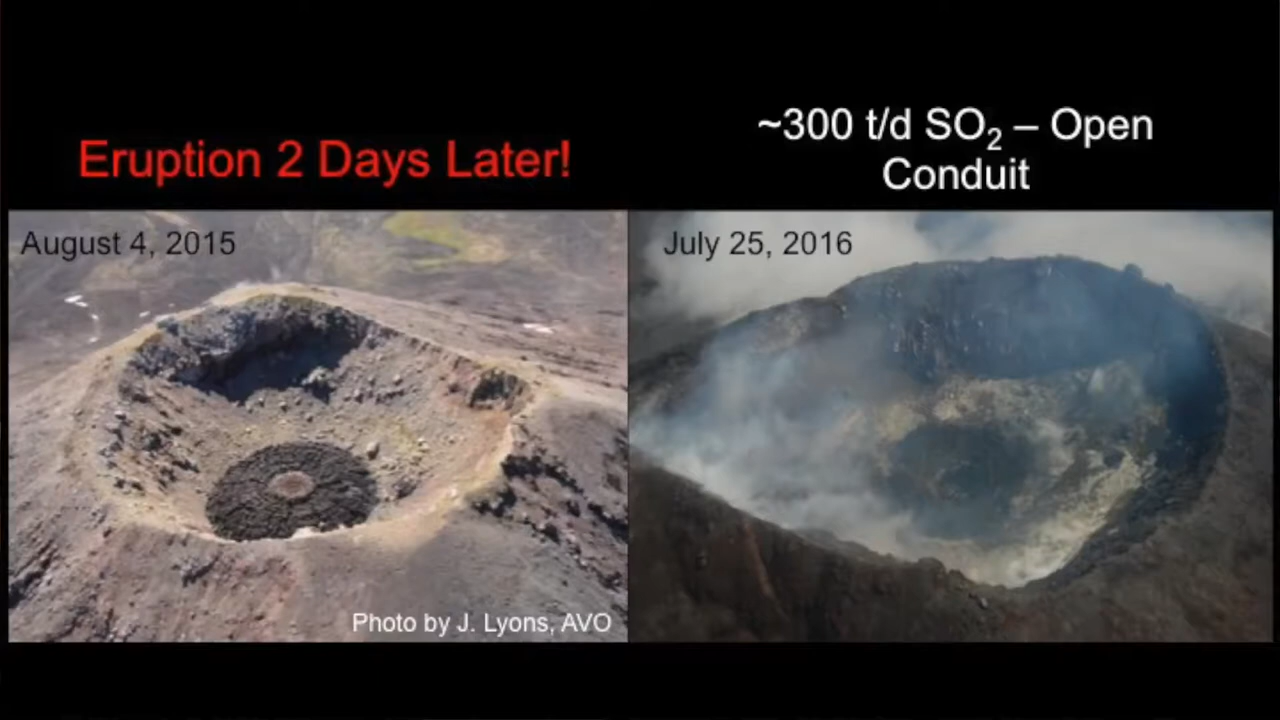 Eruption 2 Days Later!
~300 t/d SO₂ – Open
Conduit
August 4, 2015
July 25, 2016
Photo by J. Lyons, AVO